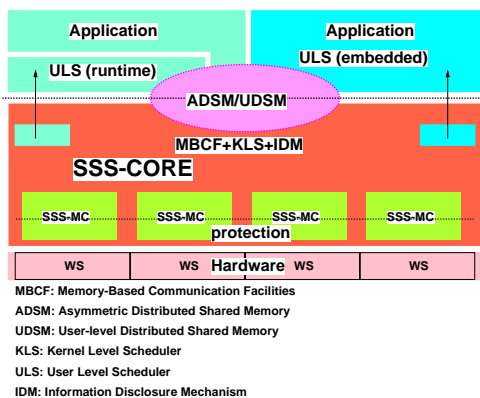 Application
Application
ULS (runtime)
ULS (embedded)
ADSM/UDSM
MBCF+KLS+IDM
SSS-CORE
SSS-MC SSS-MC SSS-MC SSS-MC
protection
WS WS Hardware WS WS
MBCF: Memory-Based Communication Facilities
ADSM: Asymmetric Distributed Shared Memory
UDSM: User-level Distributed Shared Memory
KLS: Kernel Level Scheduler
ULS: User Level Scheduler
IDM: Information Disclosure Mechanism